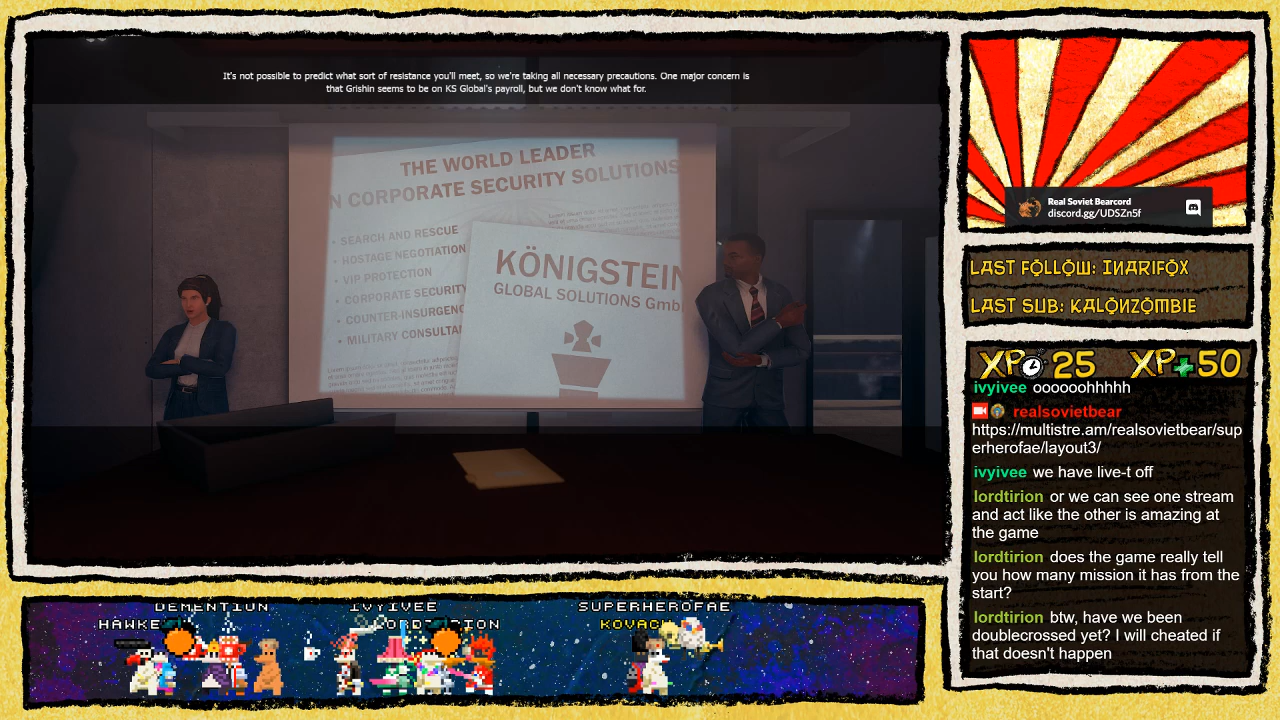 It's not possible to predict what sort of resistance you'll meet, so we're taking all necessary precautions. One major concern is
that Grishin seems to be on KS Global's payroll, but we don't know what for.
THE WORLD LEADER
N CORPORATE SECURITY SOLUTIONS
• SEARCH AND RESCUE
• HOSTAGE NEGOTIATION
• VIP PROTECTION
• CORPORATE SECURITY
• COUNTER-INSURGENC
• MILITARY CONSULTA
KÖNIGSTEIN
GLOBAL SOLUTIONS Gmb
Real Soviet Bearcord
discord.gg/UDSZn5f
LAST FOLLOW: INARIFOX
LAST SUB: KALONZOMBIE
XP 25 XP+50
ivyivee oooooohhhhh
realsovietbear
https://multistre.am/realsovietbear/sup
erherofae/layout3/
ivyivee we have live-t off
lordtirion or we can see one stream
and act like the other is amazing at
the game
lordtirion does the game really tell
you how many mission it has from the
start?
lordtirion btw, have we been
doublecrossed yet? I will cheated if
that doesn't happen
DEMENTIUN IVYIVEE SUPERHEROFAE